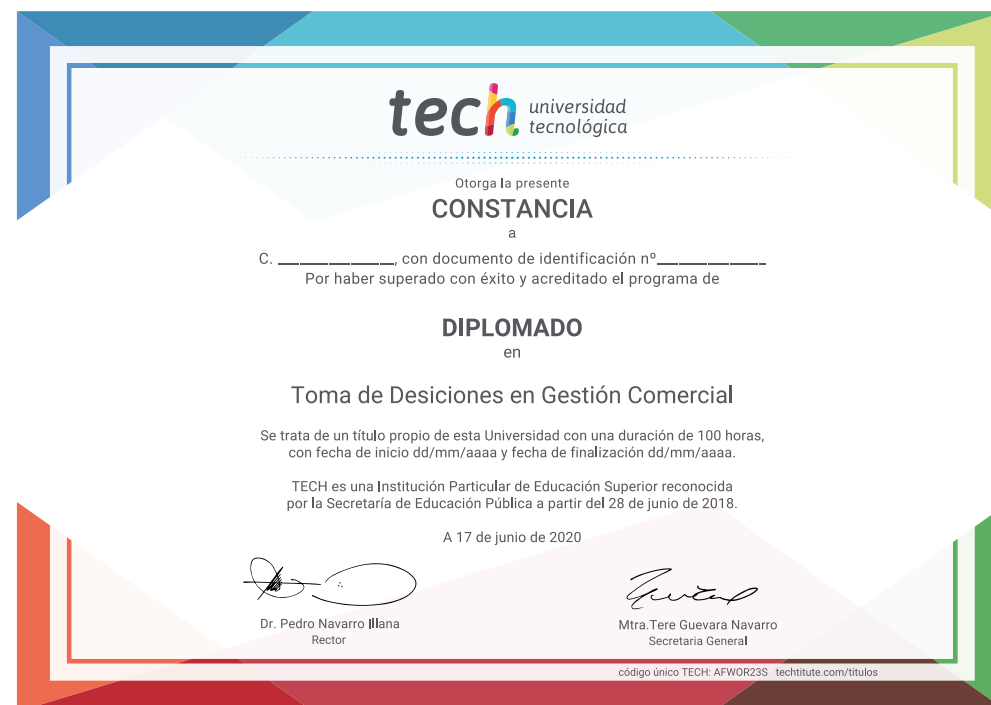 tech universidad
tecnológica
Otorga la presente
CONSTANCIA
a
C. ______________, con documento de identificación nº______________
Por haber superado con éxito y acreditado el programa de
DIPLOMADO
en
Toma de Desiciones en Gestión Comercial
Se trata de un título propio de esta Universidad con una duración de 100 horas,
con fecha de inicio dd/mm/aaaa y fecha de finalización dd/mm/aaaa.
TECH es una Institución Particular de Educación Superior reconocida
por la Secretaría de Educación Pública a partir del 28 de junio de 2018.
A 17 de junio de 2020
Dr. Pedro Navarro Illana
Rector
Mtra.Tere Guevara Navarro
Secretaria General
código único TECH: AFWOR23S techtitute.com/titulos